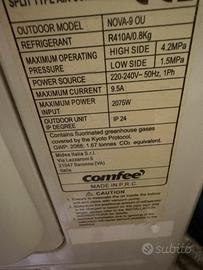 SPLIT TYPE AIR
OUTDOOR MODEL NOVA-9 OU
REFRIGERANT R410A/0.8Kg
MAXIMUM OPERATING PRESSURE HIGH SIDE 4.2MPa
LOW SIDE 1.5MPa
POWER SOURCE 220-240V~ 50Hz, 1Ph
MAXIMUM CURRENT 9.5A
MAXIMUM POWER INPUT 2075W
OUTDOOR UNIT IP DEGREE IP 24
Contains fluorinated greenhouse gases
covered by the Kyoto Protocol.
GWP: 2088; 1.67 tonnes CO2 equivalent.
Midea Italia S.r.l.
Via Lazzaroni 5
21047 Saronno (VA)
Italia
Comfee
MADE IN P.R.C.
subito